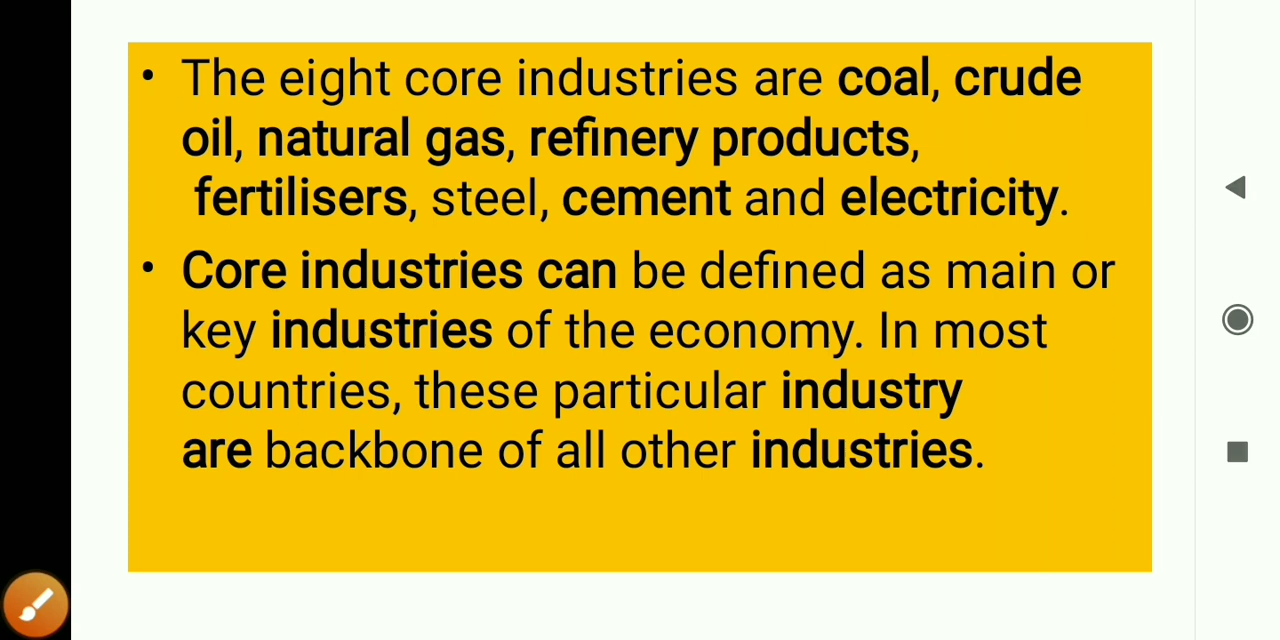 • The eight core industries are coal, crude
oil, natural gas, refinery products,
fertilisers, steel, cement and electricity.
• Core industries can be defined as main or
key industries of the economy. In most
countries, these particular industry
are backbone of all other industries.